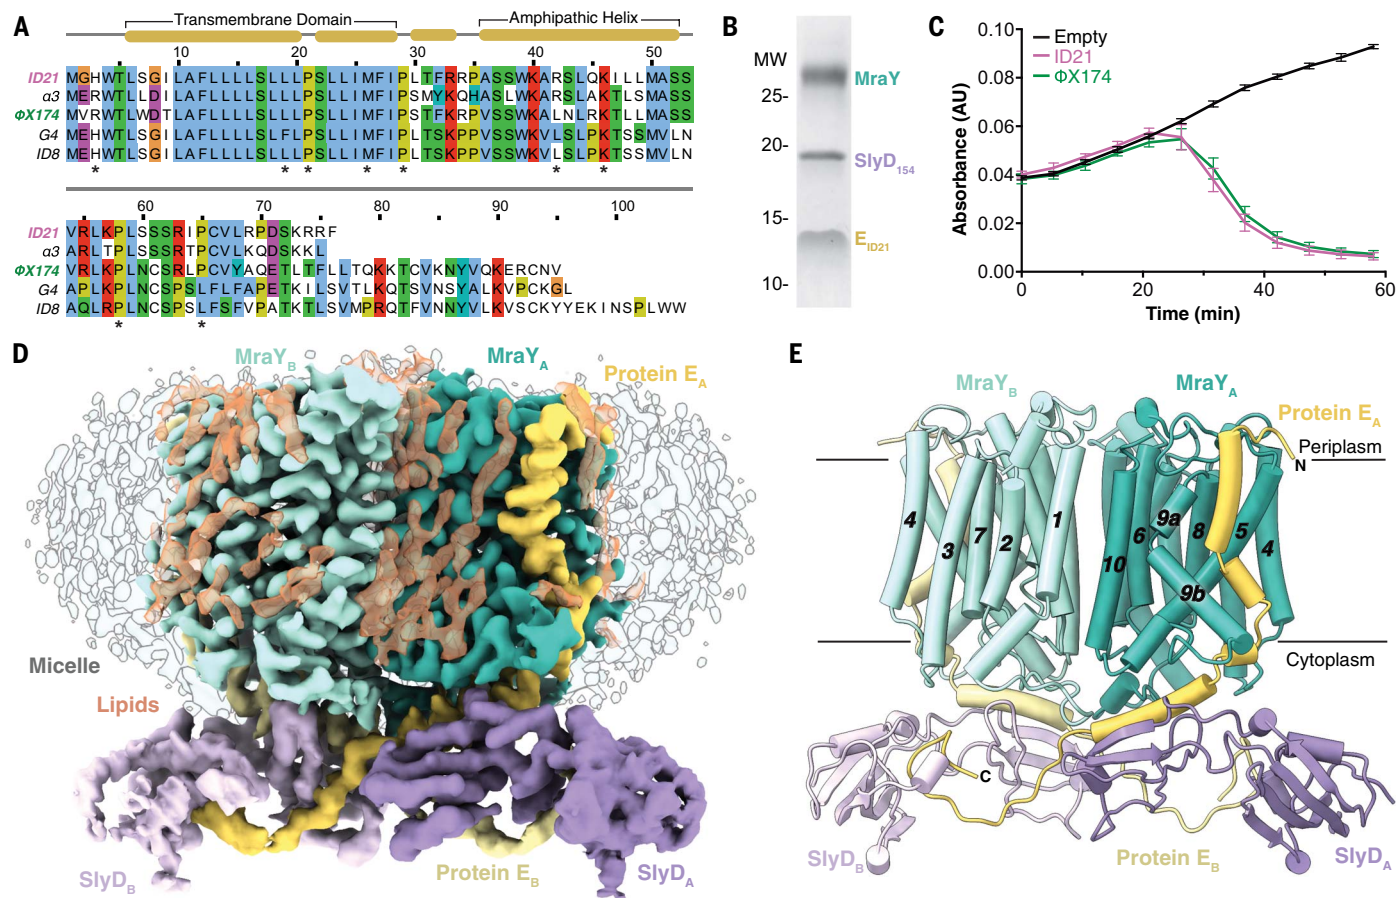 A
Transmembrane Domain
Amphipathic Helix
10 20 30 40 50
ID21 MGHWTLSGILAFLLLLSLLLPSLLIMFIPLTFRRPASSWKARSLQKILLMASS
α3 MERWTLLDILAFLLLLSLLLPSLLIMFIPSMYKQHASLWKARSLAKTLSMASS
ΦX174 MVRWTLWDTLAFLLLLSLLLPSLLIMFIPSTFKRPVSSWKALNLRKTLLMASS
G4 MEHWTLSGILAFLLLLSLFLPSLLIMFIPLTSKPPVSSWKVLSLPKTSSMVLN
ID8 MEHWTLSGILAFLLLLSLLLPSLLIMFIPLTSKPPVSSWKVLSLPKTSSMVLN
* * * * * * *
60 70 80 90 100
ID21 VRLKPLSSSRIPCVLRPDSKRRF
α3 ARLTPLSSSRTPCVLKQDSKKL
ΦX174 VRLKPLNCSRLPCVYAQETLTFLLTQKKTCVKNYVQKERCNV
G4 APLKPLNCSPSLFLFAPETKILSVTLKQTSVNSYALKVPCKGL
ID8 AQLRPLNCSPSLFSFVPATKTLSVMPRQTFVNNYVLKVSCKYYEKINSPLWW
* *
B
MW
25-
20-
15-
10-
MraY
SlyD154
EID21
C
Empty
ID21
ΦX174
Absorbance (AU)
0.10
0.08
0.06
0.04
0.02
0.00
0 20 40 60
Time (min)
D
MraYB
MraYA
Protein EA
Micelle
Lipids
SlyDB
Protein EB
SlyDA
E
MraYB
MraYA
Protein EA
Periplasm
N
4 3 7 2 1 10 6 9a 8 5 4
9b
Cytoplasm
C
SlyDB
Protein EB
SlyDA